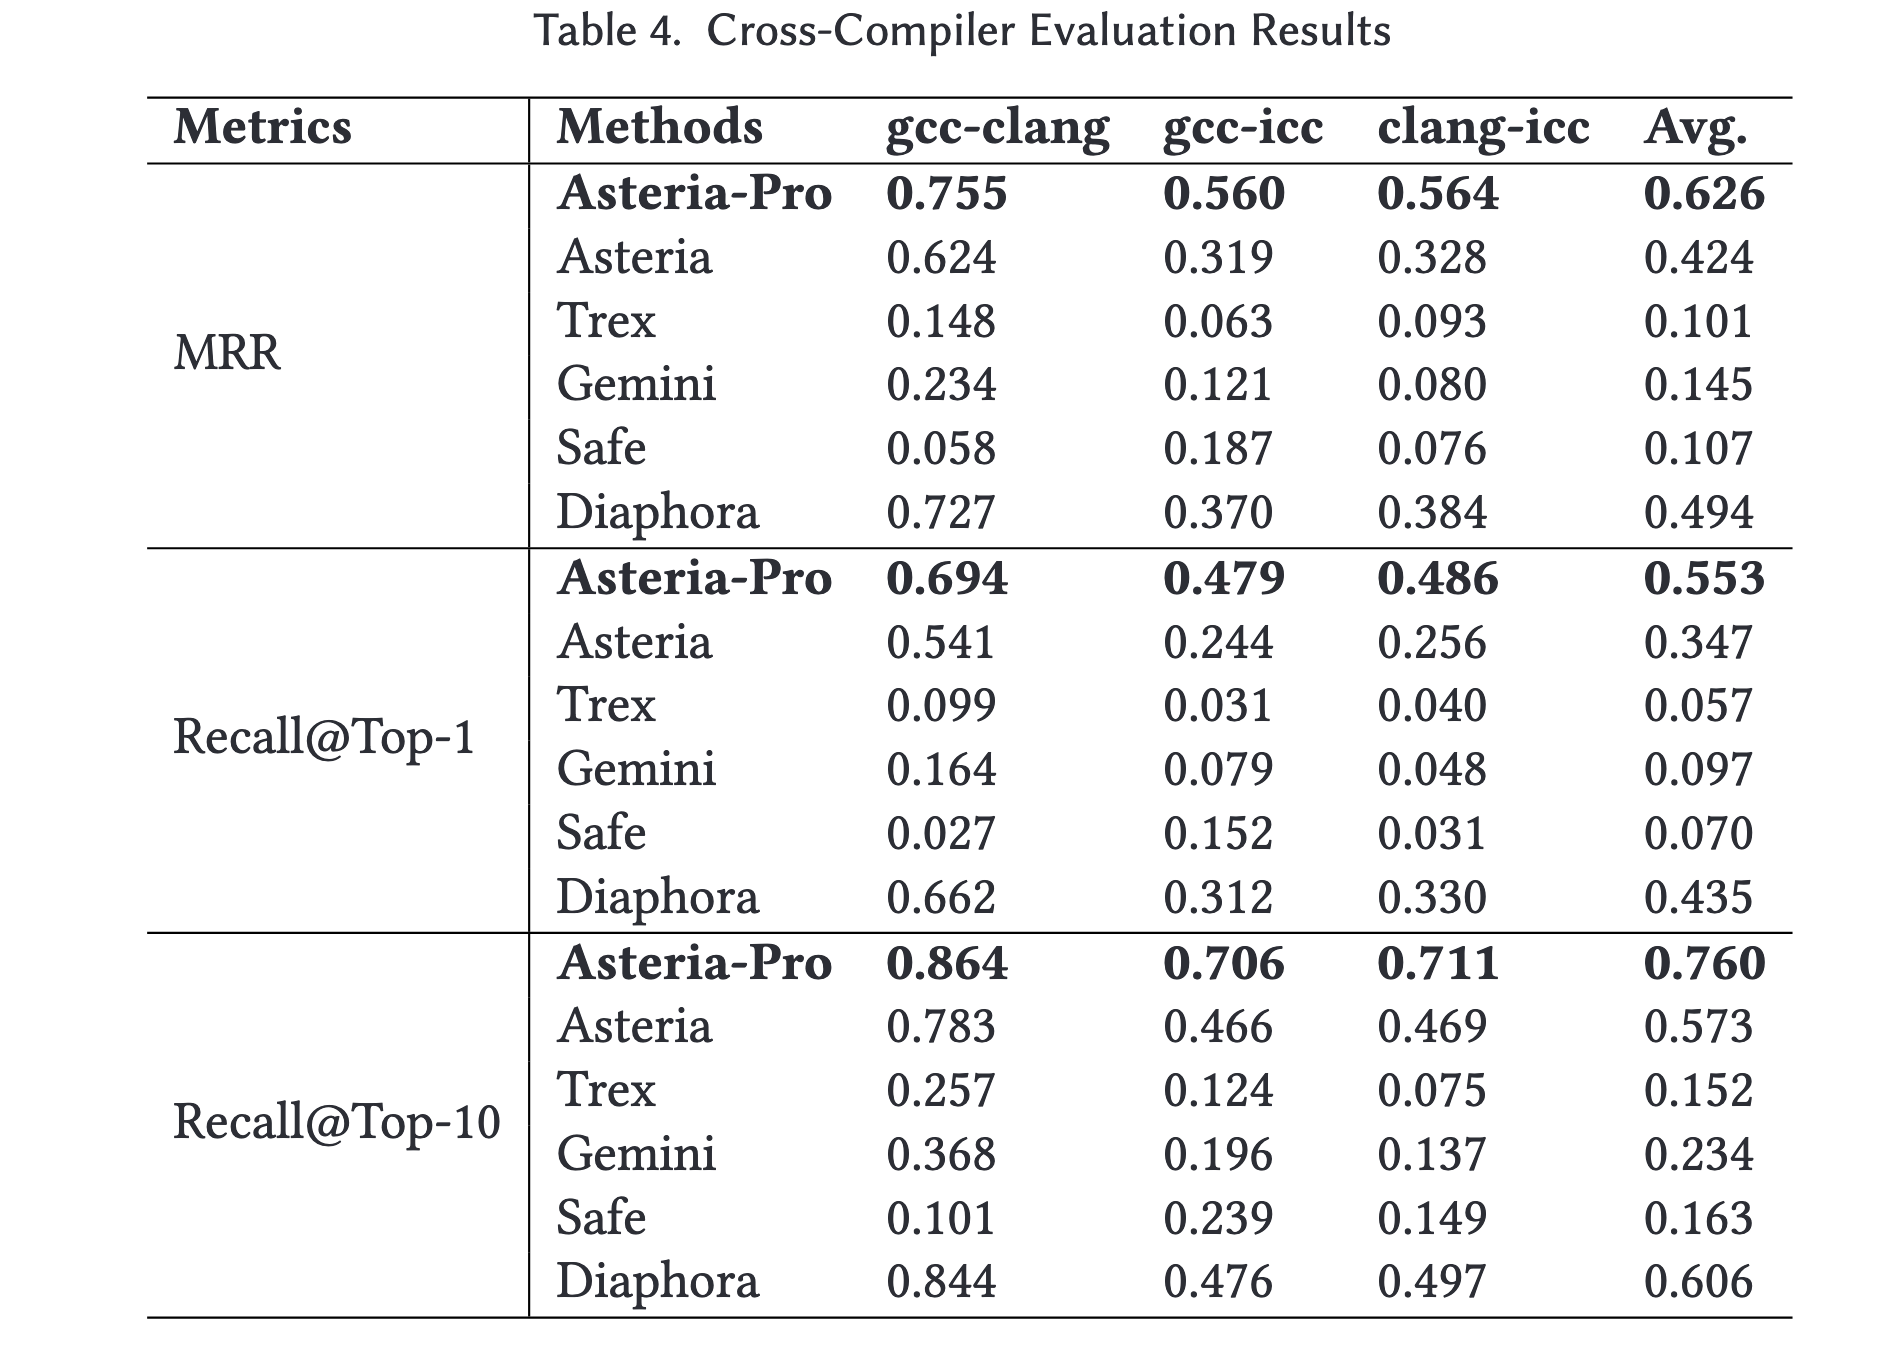 Table 4. Cross-Compiler Evaluation Results
Metrics Methods gcc-clang gcc-icc clang-icc Avg.
MRR
Asteria-Pro 0.755 0.560 0.564 0.626
Asteria 0.624 0.319 0.328 0.424
Trex 0.148 0.063 0.093 0.101
Gemini 0.234 0.121 0.080 0.145
Safe 0.058 0.187 0.076 0.107
Diaphora 0.727 0.370 0.384 0.494
Recall@Top-1
Asteria-Pro 0.694 0.479 0.486 0.553
Asteria 0.541 0.244 0.256 0.347
Trex 0.099 0.031 0.040 0.057
Gemini 0.164 0.079 0.048 0.097
Safe 0.027 0.152 0.031 0.070
Diaphora 0.662 0.312 0.330 0.435
Recall@Top-10
Asteria-Pro 0.864 0.706 0.711 0.760
Asteria 0.783 0.466 0.469 0.573
Trex 0.257 0.124 0.075 0.152
Gemini 0.368 0.196 0.137 0.234
Safe 0.101 0.239 0.149 0.163
Diaphora 0.844 0.476 0.497 0.606